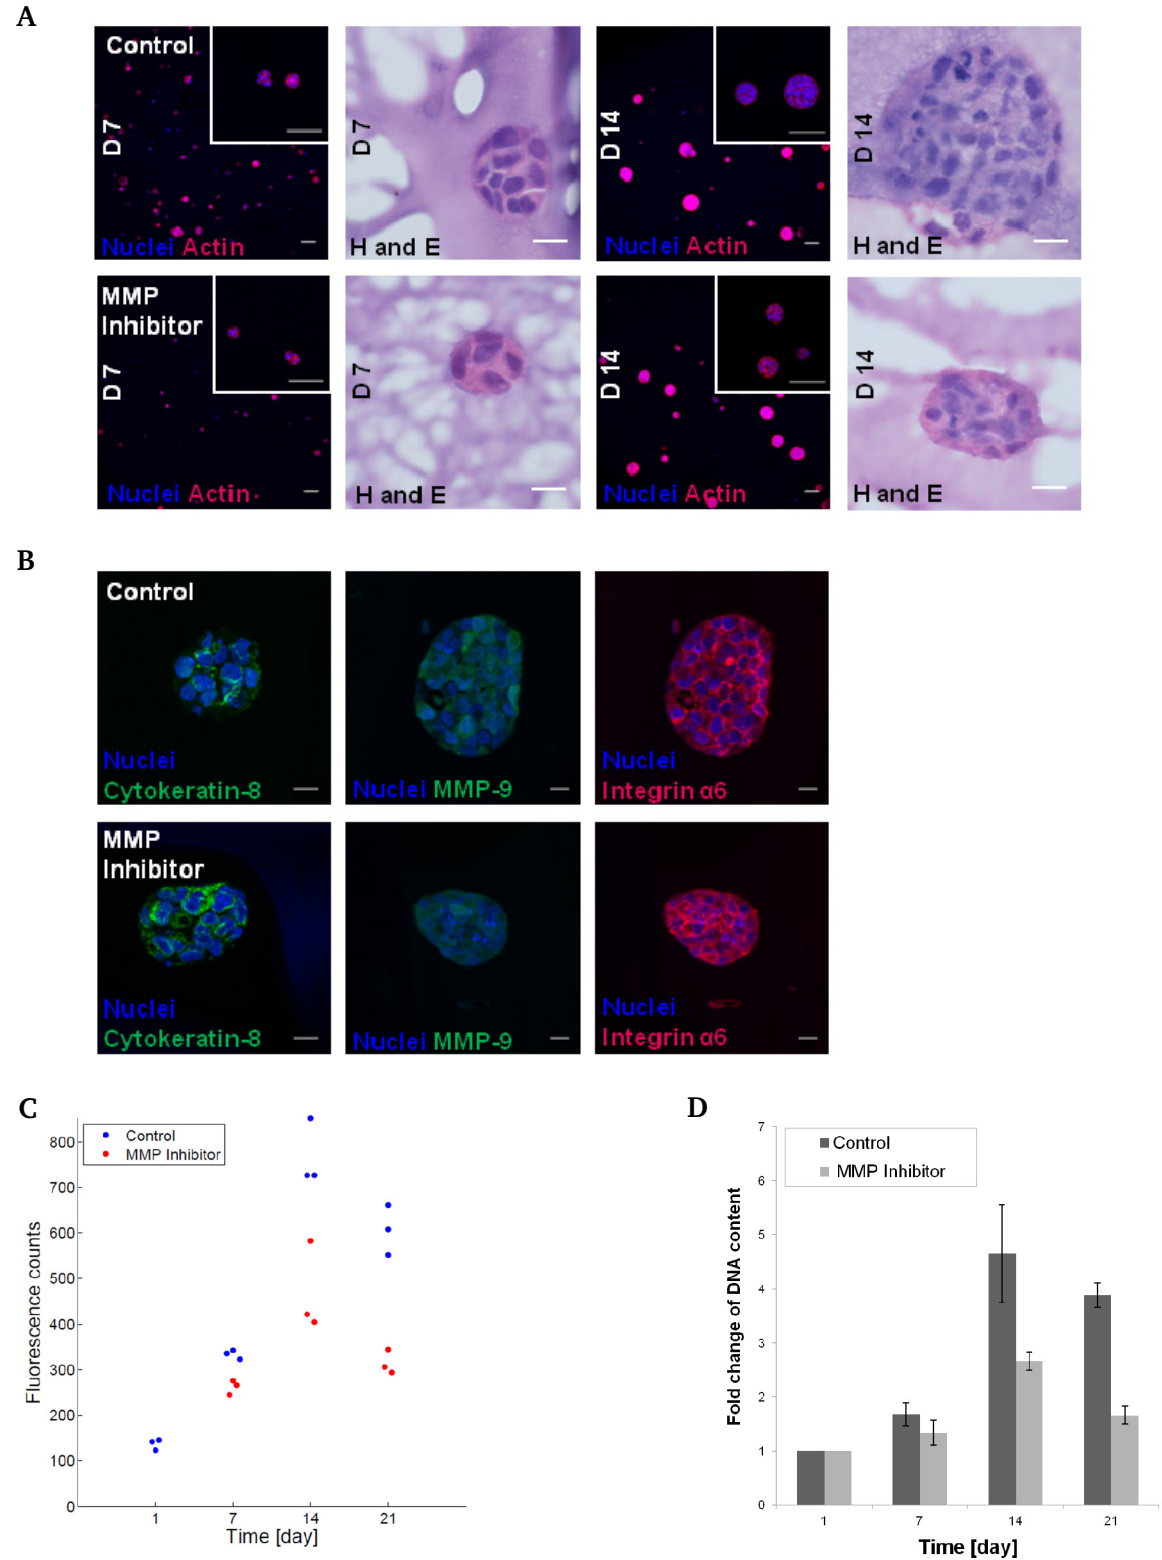 A
Control
D 7
Nuclei Actin
D 7
H and E
D 14
Nuclei Actin
D 14
H and E
MMP
Inhibitor
D 7
Nuclei Actin
D 7
H and E
D 14
Nuclei Actin
D 14
H and E
B
Control
Nuclei
Cytokeratin-8
Nuclei MMP-9
Nuclei
Integrin α6
MMP
Inhibitor
Nuclei
Cytokeratin-8
Nuclei MMP-9
Nuclei
Integrin α6
C
Control
MMP Inhibitor
Fluorescence counts
800
700
600
500
400
300
200
100
0
1 7 14 21
Time [day]
D
Control
MMP Inhibitor
Fold change of DNA content
7
6
5
4
3
2
1
0
1 7 14 21
Time [day]